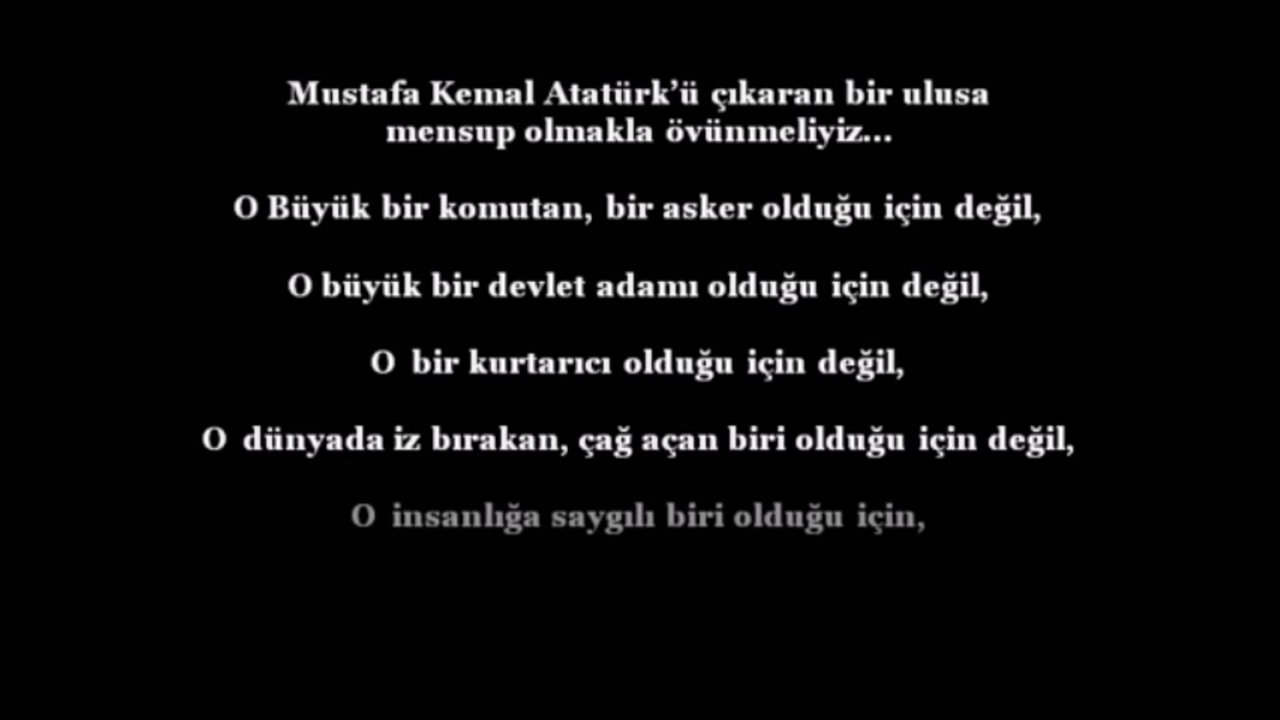 Mustafa Kemal Atatürk’ü çıkaran bir ulusa
mensup olmakla övünmeliyiz...
O Büyük bir komutan, bir asker olduğu için değil,
O büyük bir devlet adamı olduğu için değil,
O bir kurtarıcı olduğu için değil,
O dünyada iz bırakan, çağ açan biri olduğu için değil,
O insanlığa saygılı biri olduğu için,